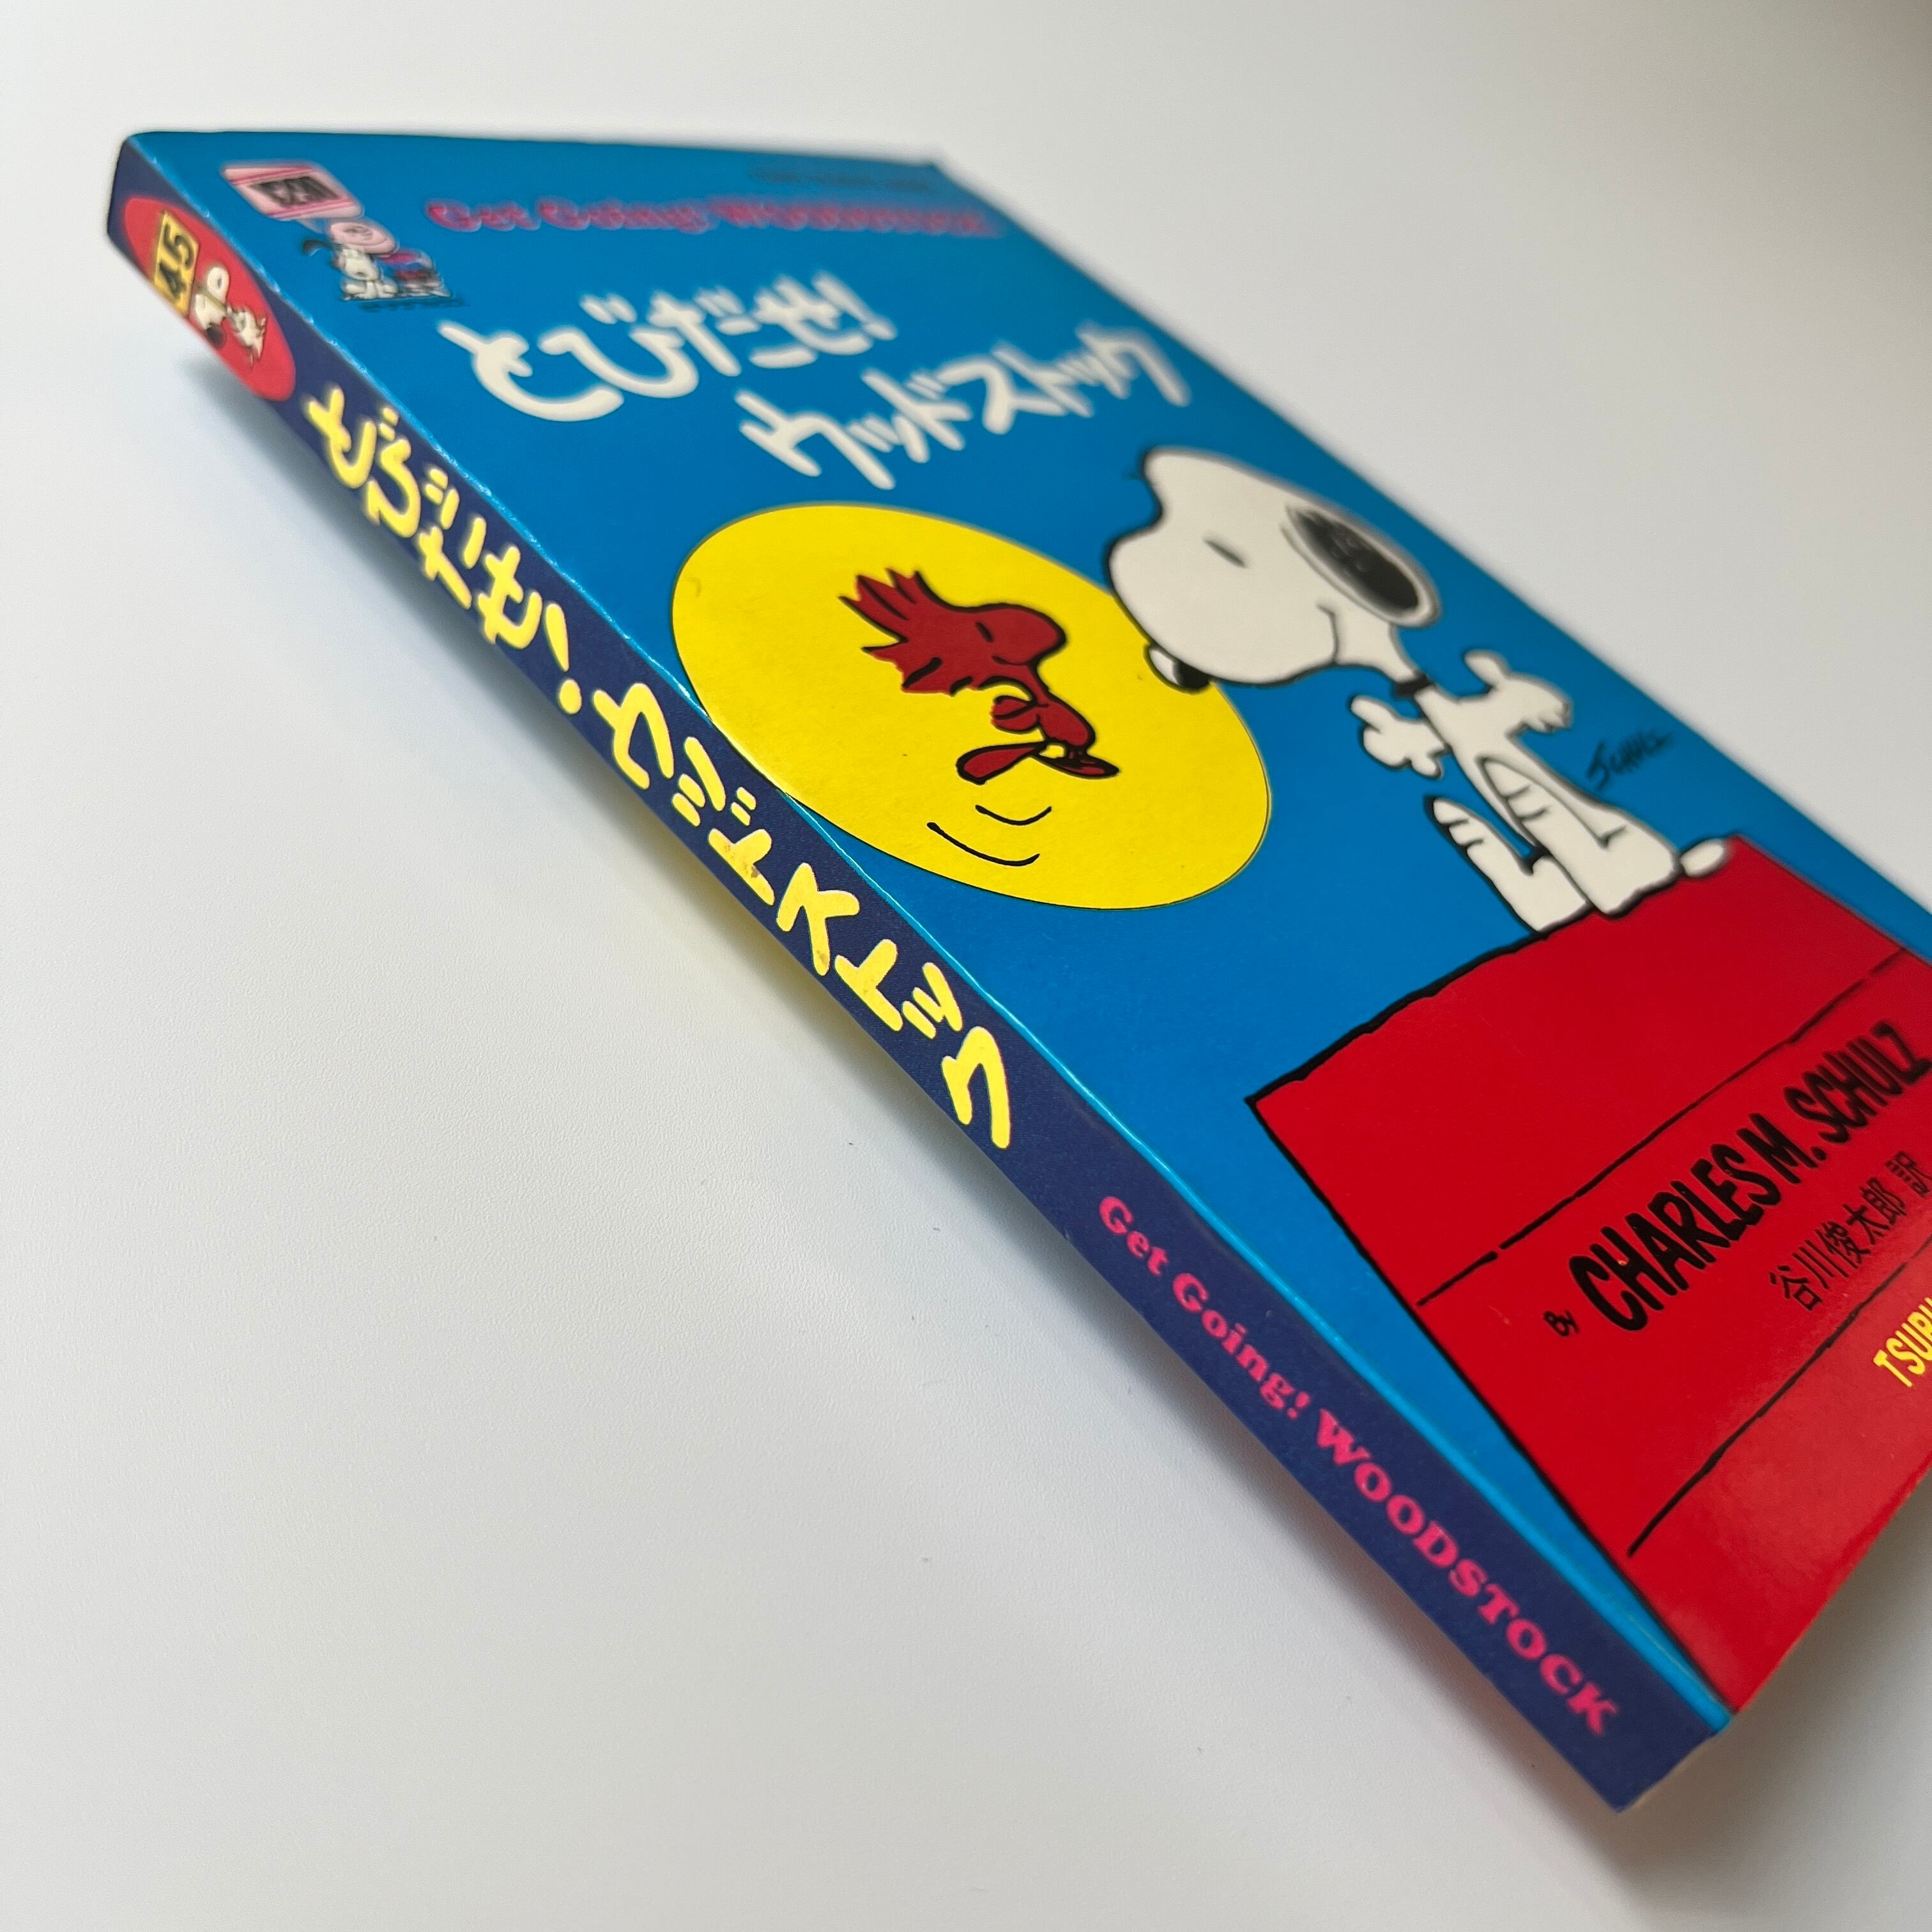 Get Going! Woodstock
とびだせ!
ウッドストック
SCHULZ
By CHARLES M. SCHULZ
谷川俊太郎 訳
45
とびだせ!ウッドストック
Get Going! WOODSTOCK